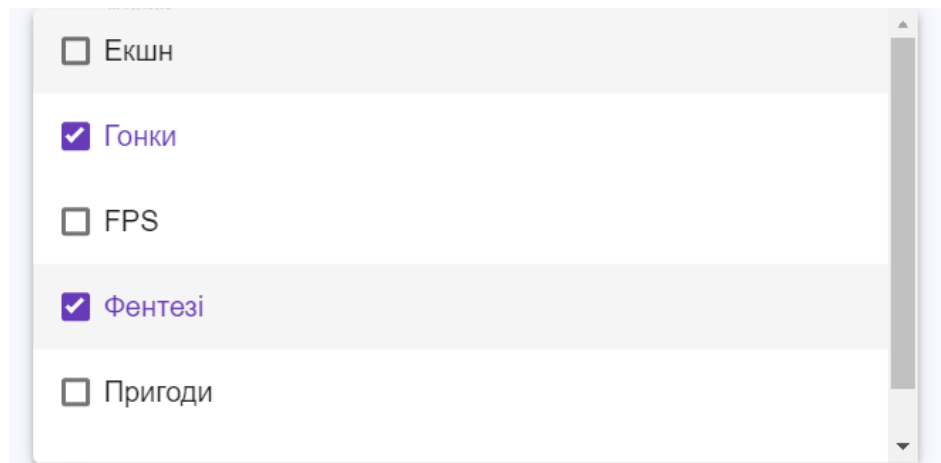 Екшн
Гонки
FPS
Фентезі
Пригоди